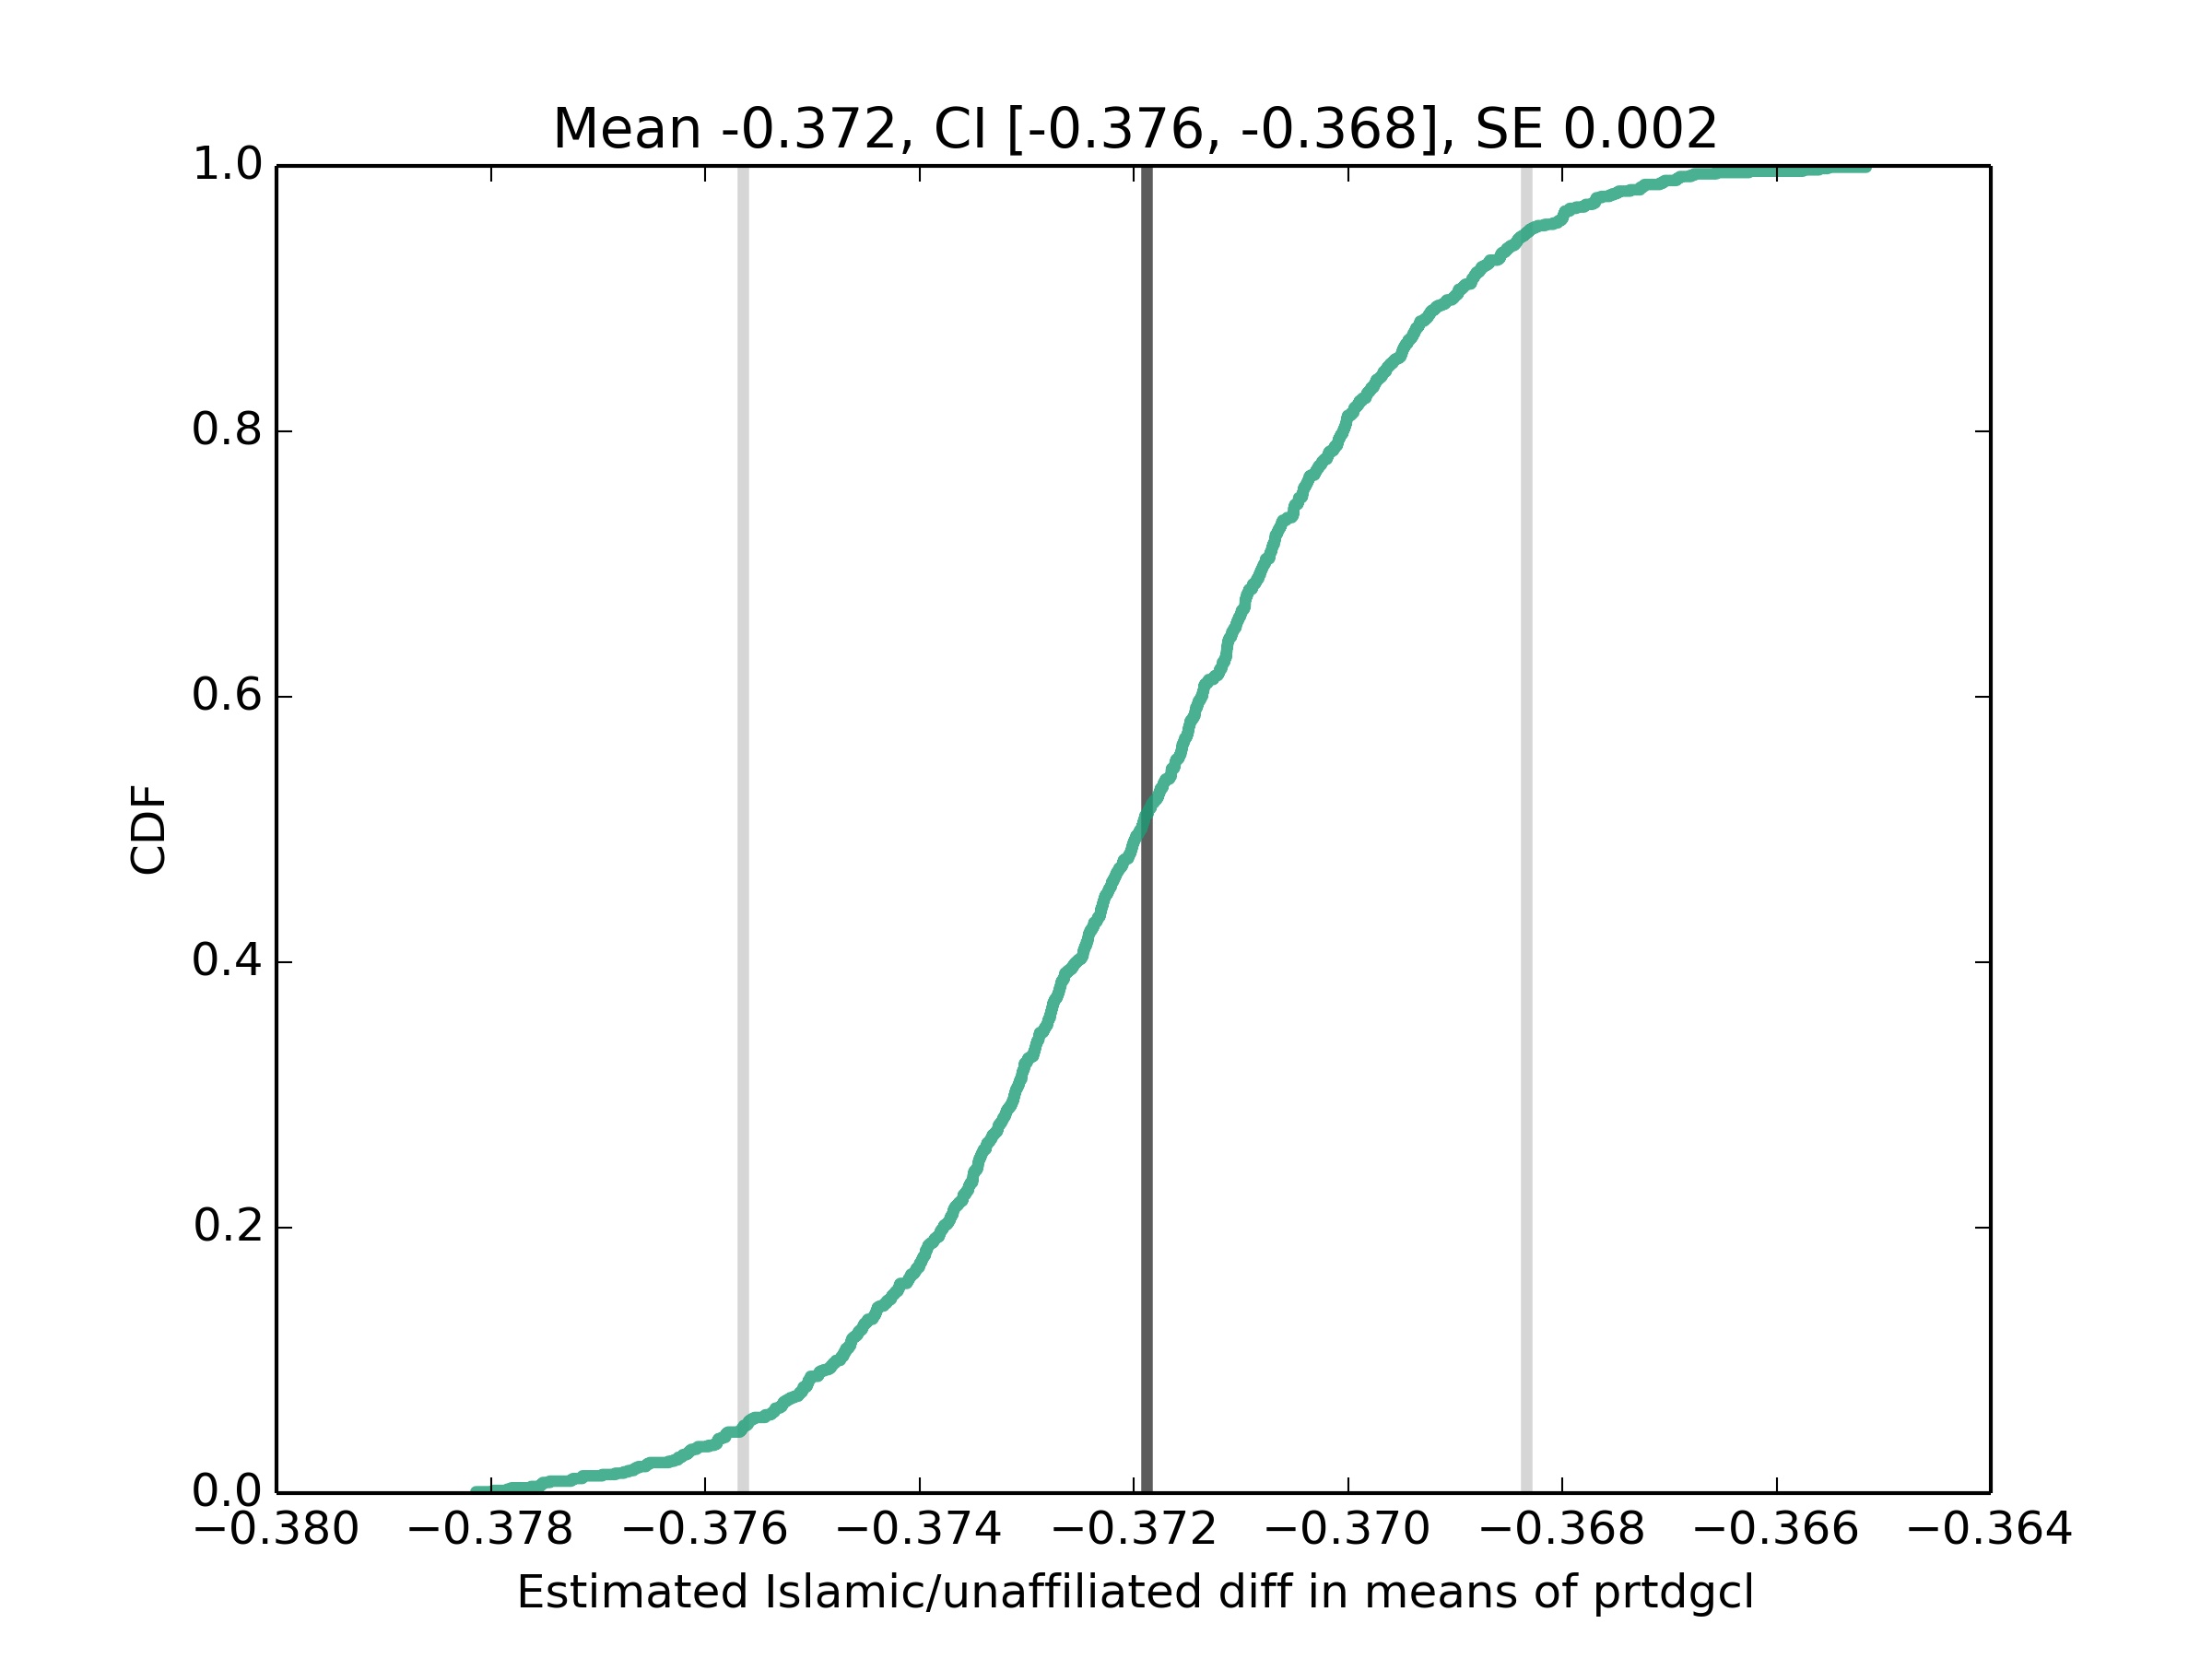 Mean -0.372, CI [-0.376, -0.368], SE 0.002
1.0
0.8
0.6
0.4
0.2
0.0
CDF
−0.380 −0.378 −0.376 −0.374 −0.372 −0.370 −0.368 −0.366 −0.364
Estimated Islamic/unaffiliated diff in means of prtdgcl